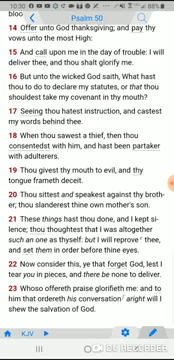 Psalm 50
bloo
14 Offer unto God thanksgiving; and pay thy
vows unto the most High:
15 And call upon me in the day of trouble: I will
deliver thee, and thou shalt glorify me.
16 But unto the wicked God saith, What hast
thou to do to declare my statutes, or that thou
shouldest take my covenant in thy mouth?
17 Seeing thou hatest instruction, and castest
my words behind thee.
18 When thou sawest a thief, then thou
consentedst with him, and hast been partaker
with adulterers.
19 Thou givest thy mouth to evil, and thy
tongue frameth deceit.
20 Thou sittest and speakest against thy broth-
er; thou slanderest thine own mother's son.
21 These things hast thou done, and I kept si-
lence; thou thoughtest that I was altogether
such an one as thyself: but I will reprove thee,
and set them in order before thine eyes.
22 Now consider this, ye that forget God, lest
I tear you in pieces, and there be none to deliver.
23 Whoso offereth praise glorifieth me: and to
him that ordereth his conversation aright will I
shew the salvation of God.
KJV